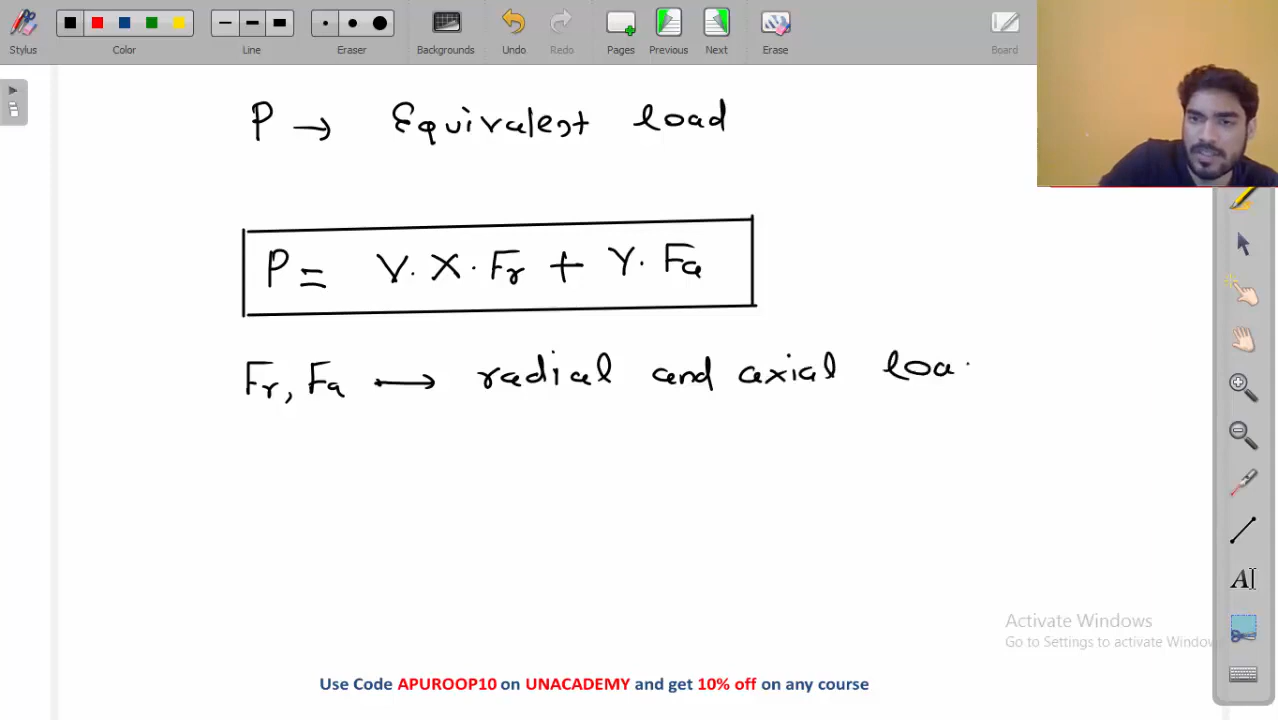 Stylus Color Line Eraser Backgrounds Undo Redo Pages Previous Next Erase Board
P → Equivalent load
P = V. X. Fr + Y. Fa
Fr, Fa → radial and axial loa
A
Activate Windows
Go to Settings to activate Windows
Use Code APUROOP10 on UNACADEMY and get 10% off on any course